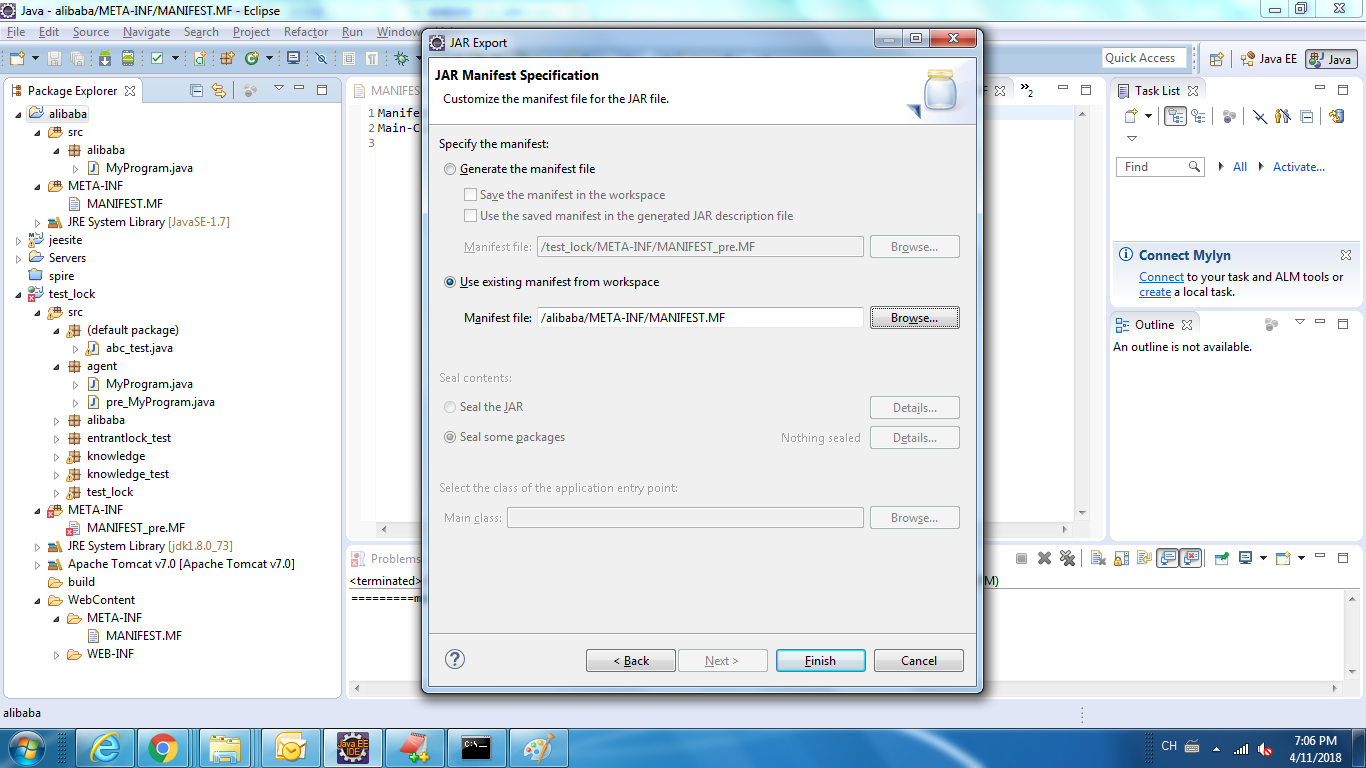 Java - alibaba/META-INF/MANIFEST.MF - Eclipse
File Edit Source Navigate Search Project Refactor Run Window
Quick Access
Java EE
Java
Package Explorer
alibaba
src
alibaba
MyProgram.java
META-INF
MANIFEST.MF
JRE System Library [JavaSE-1.7]
jeesite
Servers
spire
test_lock
src
(default package)
abc_test.java
agent
MyProgram.java
pre_MyProgram.java
alibaba
entrantlock_test
knowledge
knowledge_test
test_lock
META-INF
MANIFEST_pre.MF
JRE System Library [jdk1.8.0_73]
Apache Tomcat v7.0 [Apache Tomcat v7.0]
build
WebContent
META-INF
MANIFEST.MF
WEB-INF
MANIFES
1 Manife
2 Main-C
3
Problems
<terminated>
M)
=========m
JAR Export
JAR Manifest Specification
Customize the manifest file for the JAR file.
Specify the manifest:
Generate the manifest file
Save the manifest in the workspace
Use the saved manifest in the generated JAR description file
Manifest file: /test_lock/META-INF/MANIFEST_pre.MF Browse...
Use existing manifest from workspace
Manifest file: /alibaba/META-INF/MANIFEST.MF Browse...
Seal contents:
Seal the JAR Details...
Seal some packages Nothing sealed Details...
Select the class of the application entry point:
Main class: Browse...
< Back Next > Finish Cancel
F
»2
Task List
Find All Activate...
Connect Mylyn
Connect to your task and ALM tools or
create a local task.
Outline
An outline is not available.
alibaba
Java EE
IDE
C:\.
CH
7:06 PM
4/11/2018